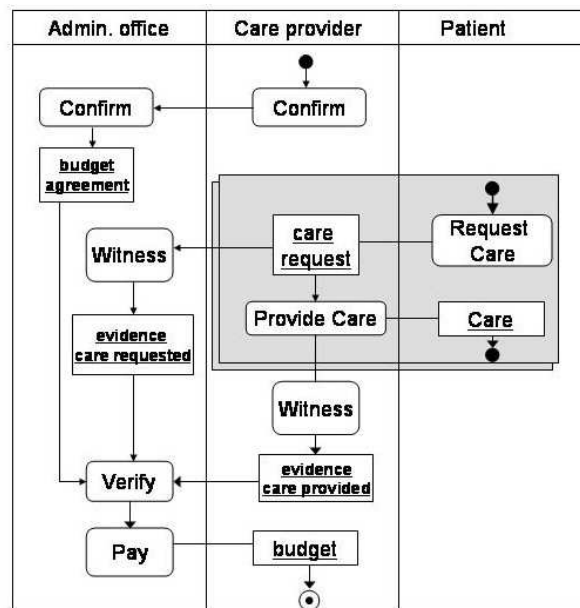 Admin. office
Care provider
Patient
Confirm
Confirm
budget
agreement
Request
Care
care
request
Witness
Provide Care
Care
evidence
care requested
Witness
evidence
care provided
Verify
Pay
budget